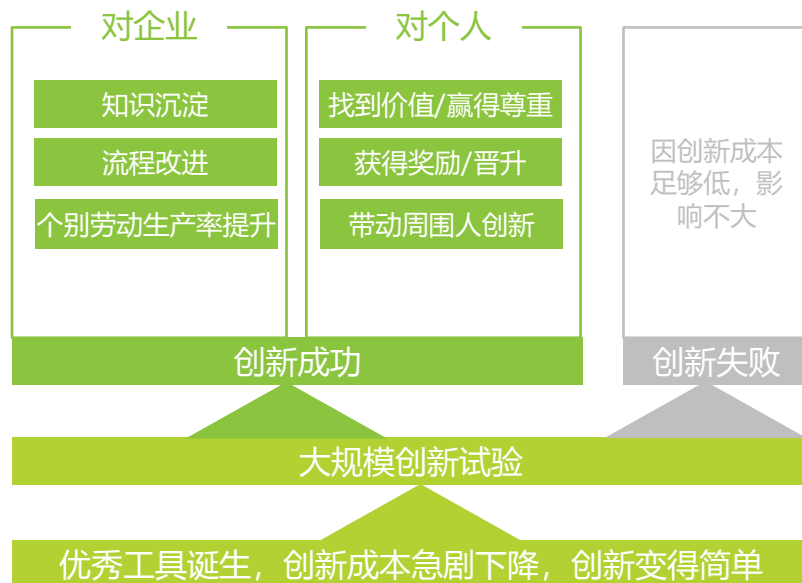 对企业
知识沉淀
流程改进
个别劳动生产率提升
对个人
找到价值/赢得尊重
获得奖励/晋升
带动周围人创新
因创新成本
足够低，影
响不大
创新成功
创新失败
大规模创新试验
优秀工具诞生，创新成本急剧下降，创新变得简单